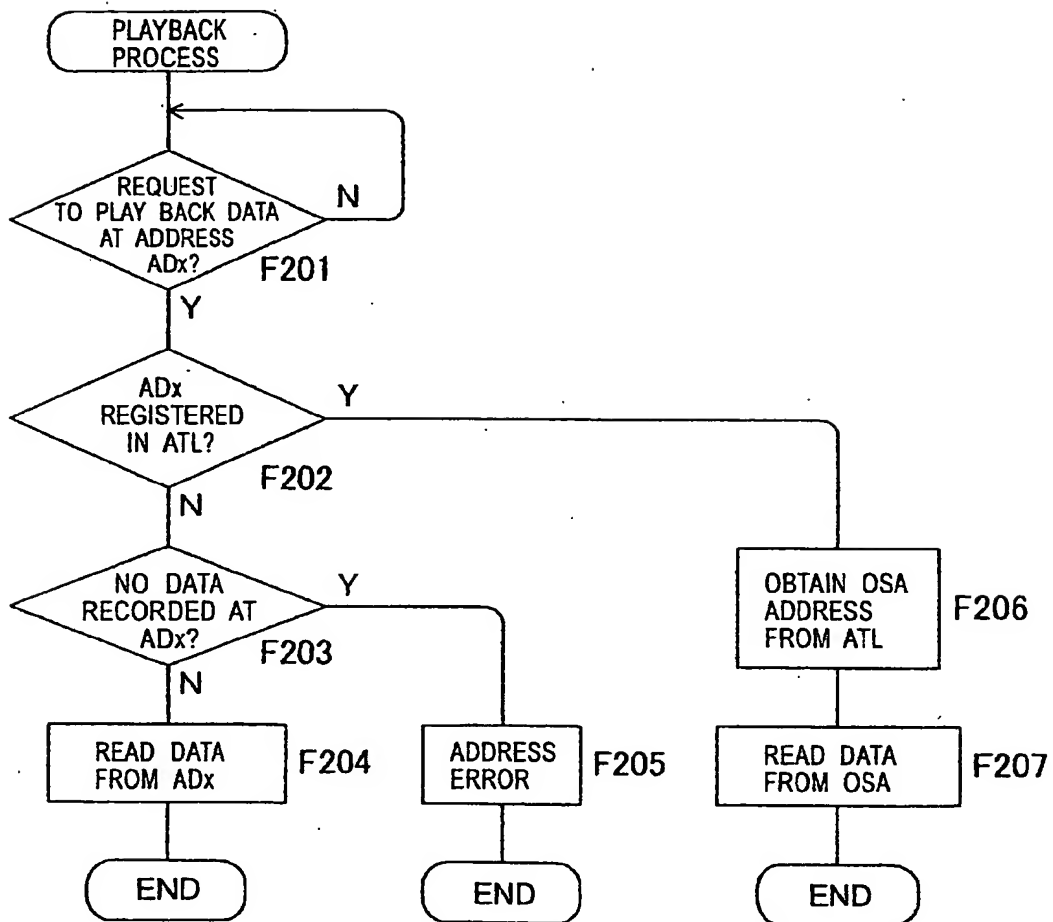 PLAYBACK
PROCESS
REQUEST
TO PLAY BACK DATA
AT ADDRESS
ADx?
N
F201
Y
ADx
REGISTERED
IN ATL?
Y
F202
N
NO DATA
RECORDED AT
ADx?
Y
F203
N
OBTAIN OSA
ADDRESS
FROM ATL
F206
READ DATA
FROM ADx
F204
ADDRESS
ERROR
F205
READ DATA
FROM OSA
F207
END
END
END